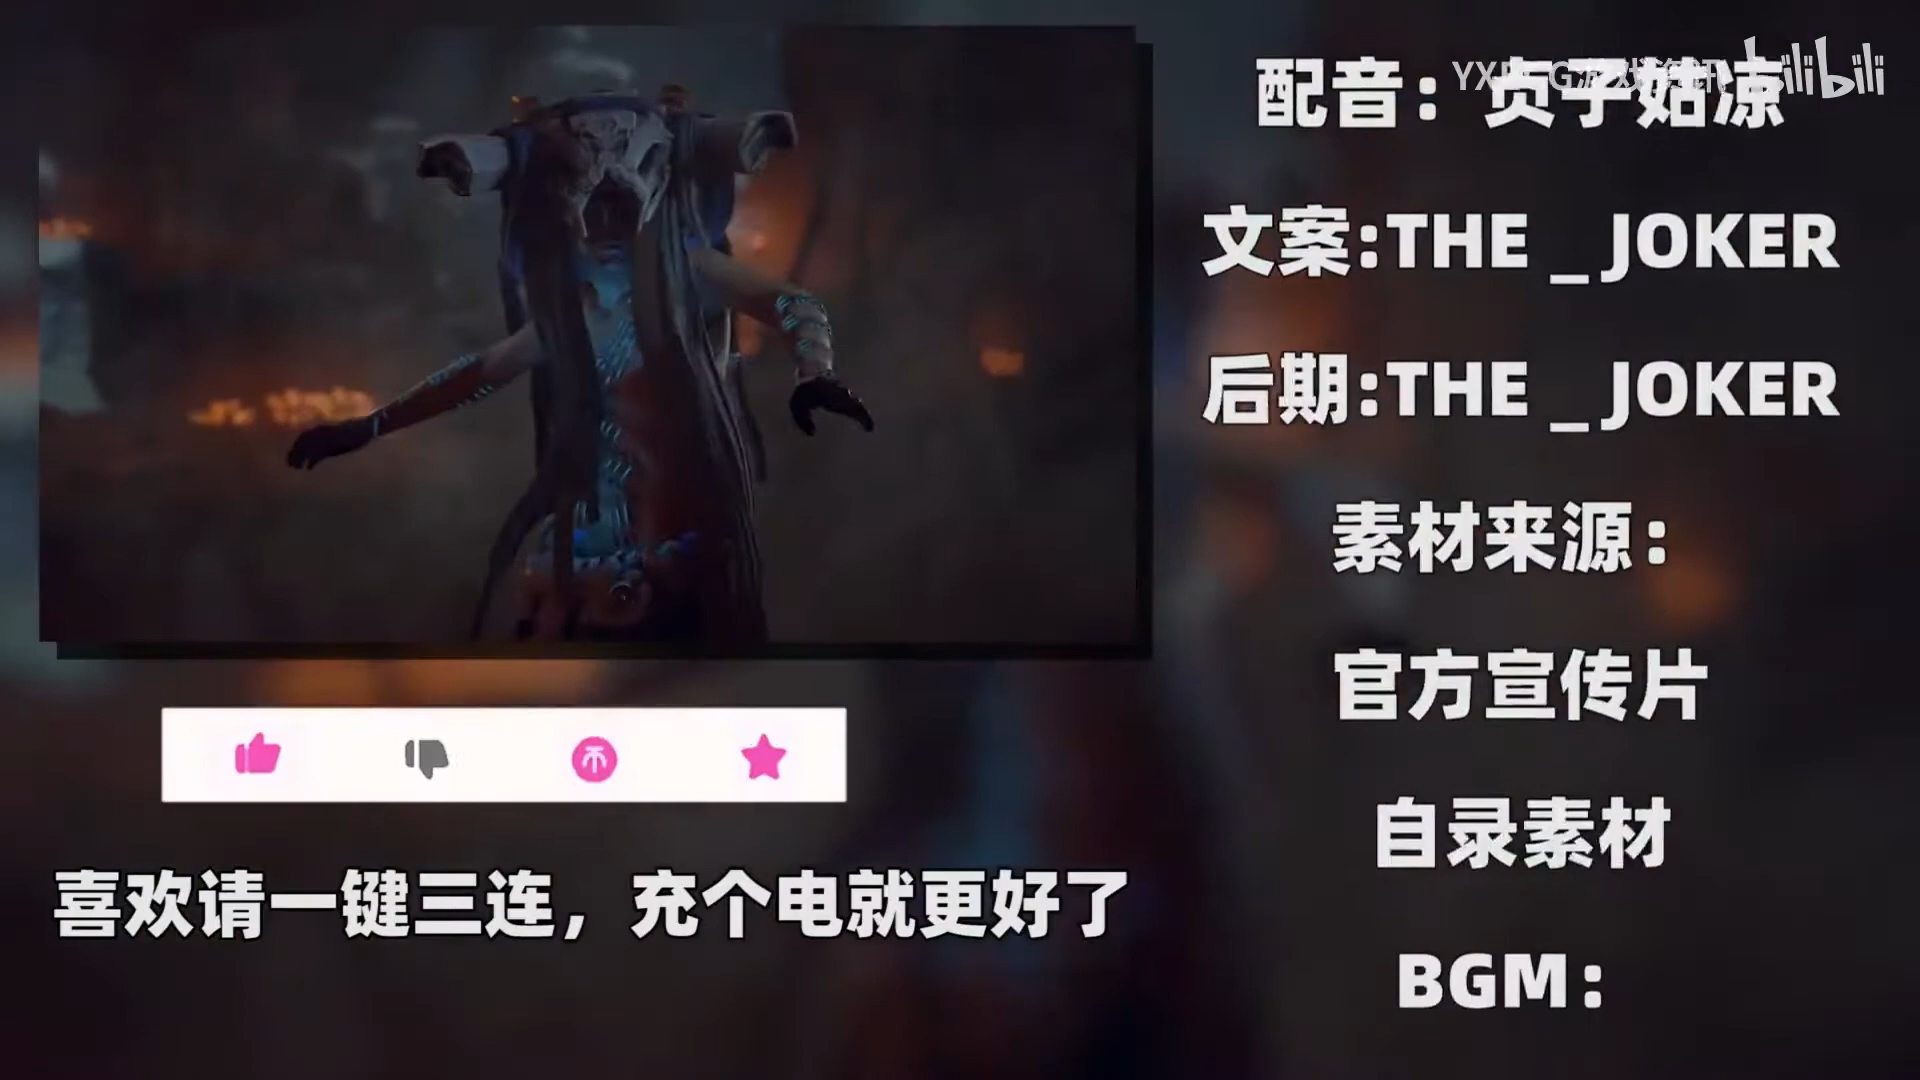 配音：贞子姑凉
bilibili
文案:THE _ JOKER
后期:THE _ JOKER
素材来源：
官方宣传片
自录素材
BGM：
喜欢请一键三连，充个电就更好了